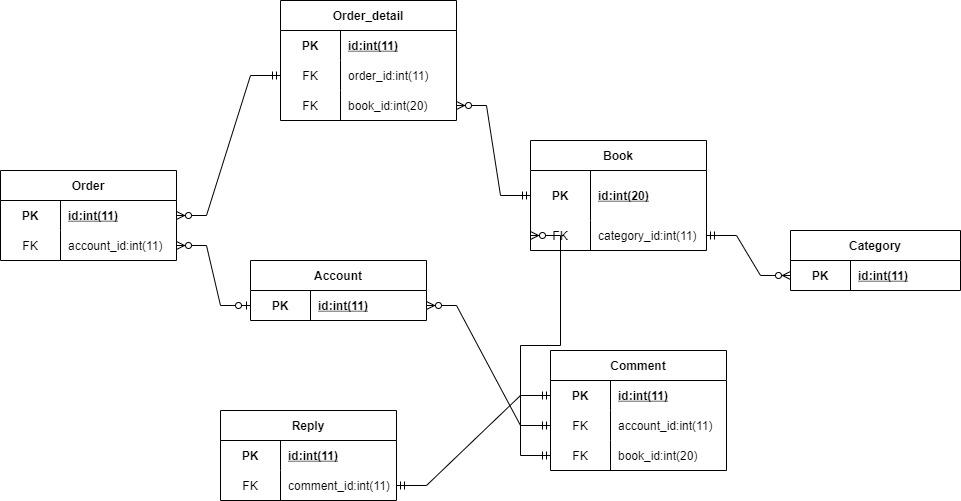 Order_detail
PK id:int(11)
FK order_id:int(11)
FK book_id:int(20)
Book
PK id:int(20)
FK category_id:int(11)
Order
PK id:int(11)
FK account_id:int(11)
Category
PK id:int(11)
Account
PK id:int(11)
Comment
PK id:int(11)
FK account_id:int(11)
FK book_id:int(20)
Reply
PK id:int(11)
FK comment_id:int(11)